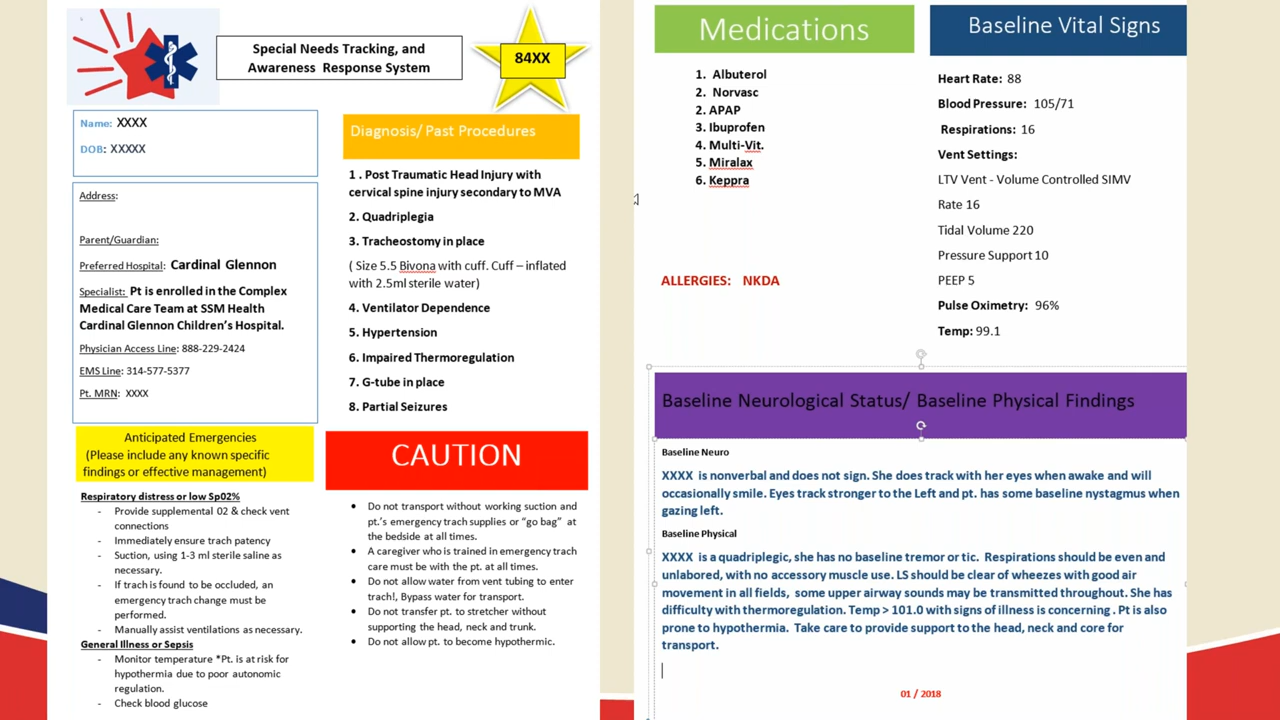 Special Needs Tracking, and
Awareness Response System
84XX
Name: XXXX
DOB: XXXXX
Address:
Parent/Guardian:
Preferred Hospital: Cardinal Glennon
Specialist: Pt is enrolled in the Complex
Medical Care Team at SSM Health
Cardinal Glennon Children's Hospital.
Physician Access Line: 888-229-2424
EMS Line: 314-577-5377
Pt. MRN: XXXX
Diagnosis/ Past Procedures
1 . Post Traumatic Head Injury with
cervical spine injury secondary to MVA
2. Quadriplegia
3. Tracheostomy in place
( Size 5.5 Bivona with cuff. Cuff – inflated
with 2.5ml sterile water)
4. Ventilator Dependence
5. Hypertension
6. Impaired Thermoregulation
7. G-tube in place
8. Partial Seizures
Anticipated Emergencies
(Please include any known specific
findings or effective management)
Respiratory distress or low Sp02%
- Provide supplemental 02 & check vent
connections
- Immediately ensure trach patency
- Suction, using 1-3 ml sterile saline as
necessary.
- If trach is found to be occluded, an
emergency trach change must be
performed.
- Manually assist ventilations as necessary.
General Illness or Sepsis
- Monitor temperature *Pt. is at risk for
hypothermia due to poor autonomic
regulation.
- Check blood glucose
CAUTION
• Do not transport without working suction and
pt.'s emergency trach supplies or "go bag" at
the bedside at all times.
• A caregiver who is trained in emergency trach
care must be with the pt. at all times.
• Do not allow water from vent tubing to enter
trach!, Bypass water for transport.
• Do not transfer pt. to stretcher without
supporting the head, neck and trunk.
• Do not allow pt. to become hypothermic.
Medications
1. Albuterol
2. Norvasc
2. APAP
3. Ibuprofen
4. Multi-Vit.
5. Miralax
6. Keppra
ALLERGIES: NKDA
Baseline Vital Signs
Heart Rate: 88
Blood Pressure: 105/71
Respirations: 16
Vent Settings:
LTV Vent - Volume Controlled SIMV
Rate 16
Tidal Volume 220
Pressure Support 10
PEEP 5
Pulse Oximetry: 96%
Temp: 99.1
Baseline Neurological Status/ Baseline Physical Findings
Baseline Neuro
XXXX is nonverbal and does not sign. She does track with her eyes when awake and will
occasionally smile. Eyes track stronger to the Left and pt. has some baseline nystagmus when
gazing left.
Baseline Physical
XXXX is a quadriplegic, she has no baseline tremor or tic. Respirations should be even and
unlabored, with no accessory muscle use. LS should be clear of wheezes with good air
movement in all fields, some upper airway sounds may be transmitted throughout. She has
difficulty with thermoregulation. Temp > 101.0 with signs of illness is concerning . Pt is also
prone to hypothermia. Take care to provide support to the head, neck and core for
transport.
01 / 2018